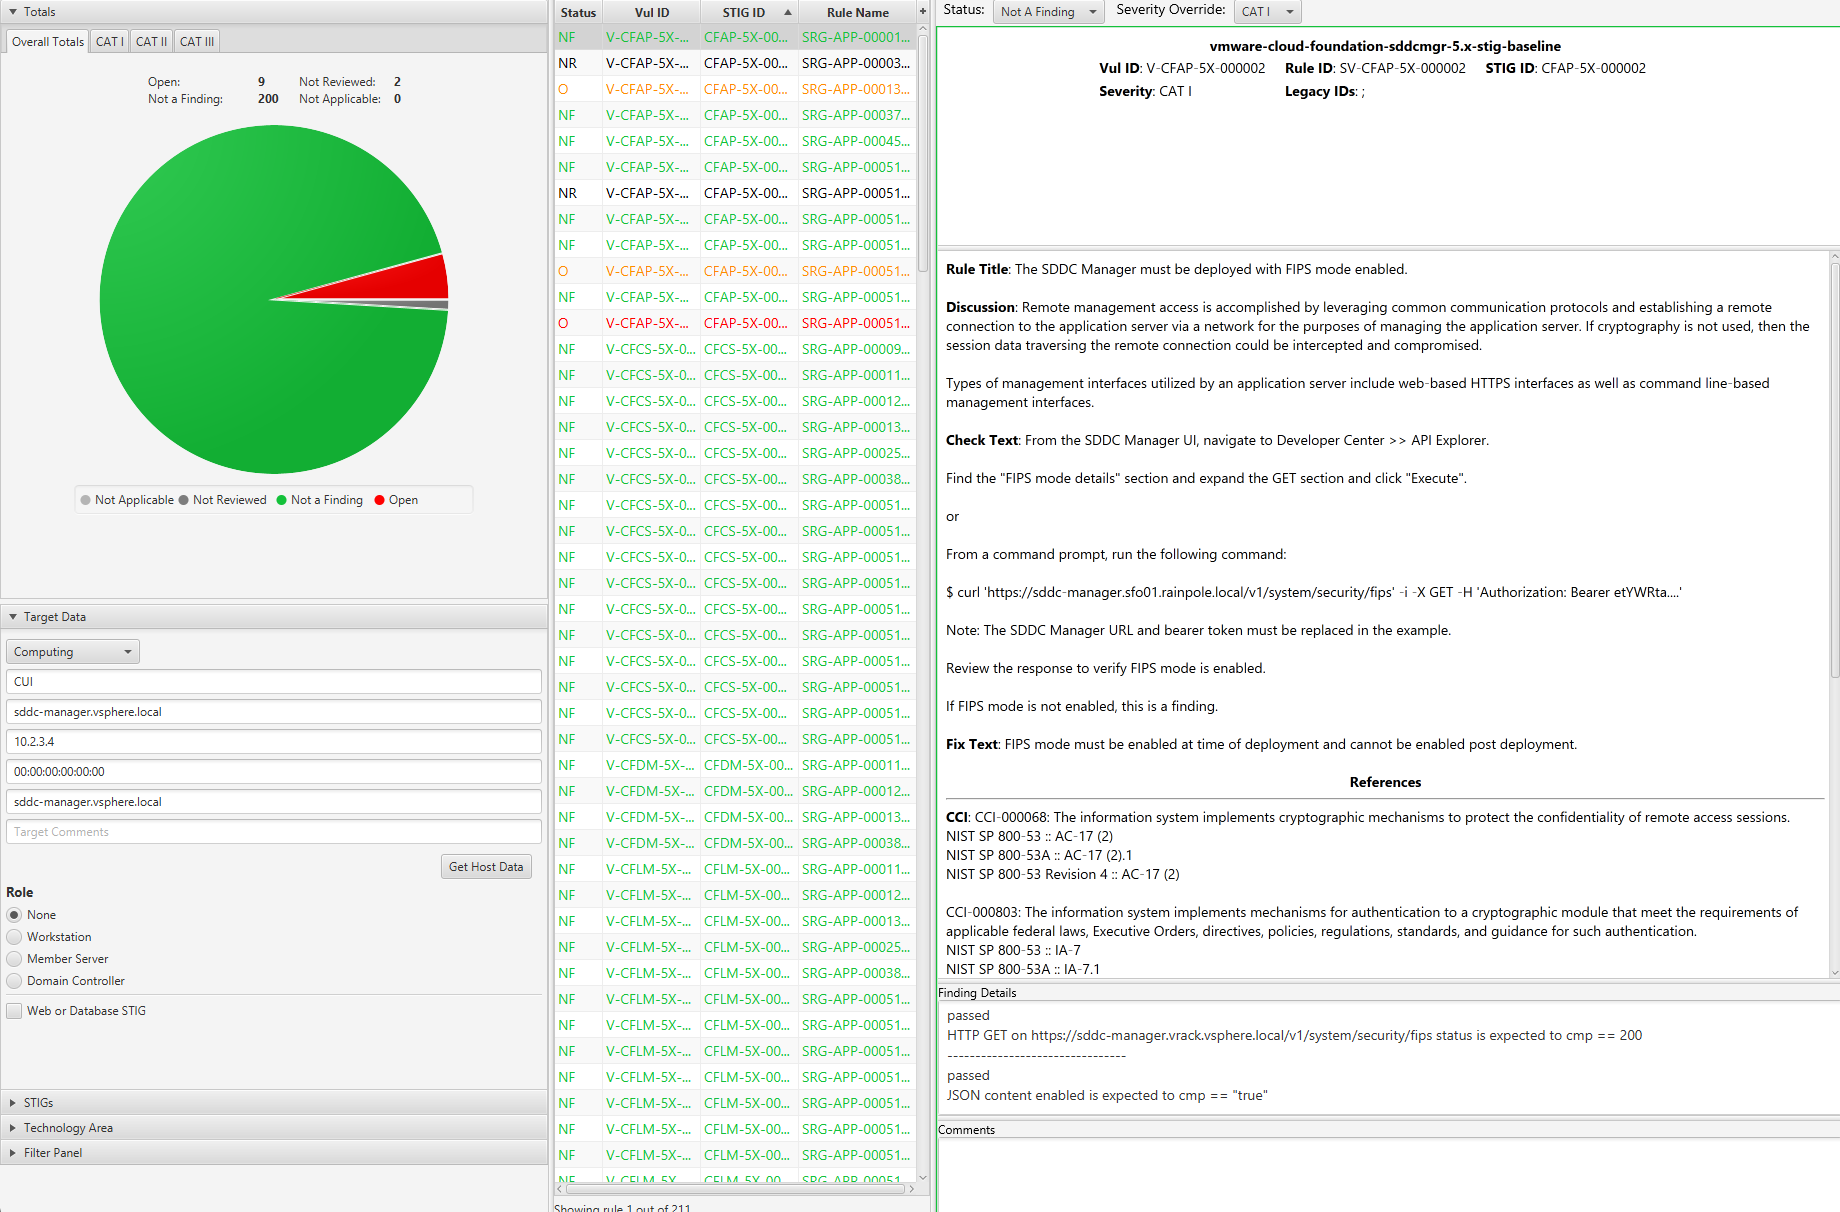 Totals
Overall Totals CAT I CAT II CAT III
Open: 9 Not Reviewed: 2
Not a Finding: 200 Not Applicable: 0
Not Applicable Not Reviewed Not a Finding Open
Target Data
Computing
CUI
sddc-manager.vsphere.local
10.2.3.4
00:00:00:00:00:00
sddc-manager.vsphere.local
Target Comments
Get Host Data
Role
None
Workstation
Member Server
Domain Controller
Web or Database STIG
STIGs
Technology Area
Filter Panel
Status Vul ID STIG ID Rule Name +
NF V-CFAP-5X-... CFAP-5X-00... SRG-APP-00001...
NR V-CFAP-5X-... CFAP-5X-00... SRG-APP-00003...
O V-CFAP-5X-... CFAP-5X-00... SRG-APP-00013...
NF V-CFAP-5X-... CFAP-5X-00... SRG-APP-00037...
NF V-CFAP-5X-... CFAP-5X-00... SRG-APP-00045...
NF V-CFAP-5X-... CFAP-5X-00... SRG-APP-00051...
NR V-CFAP-5X-... CFAP-5X-00... SRG-APP-00051...
NF V-CFAP-5X-... CFAP-5X-00... SRG-APP-00051...
NF V-CFAP-5X-... CFAP-5X-00... SRG-APP-00051...
O V-CFAP-5X-... CFAP-5X-00... SRG-APP-00051...
NF V-CFAP-5X-... CFAP-5X-00... SRG-APP-00051...
O V-CFAP-5X-... CFAP-5X-00... SRG-APP-00051...
NF V-CFCS-5X-0... CFCS-5X-00... SRG-APP-00009...
NF V-CFCS-5X-0... CFCS-5X-00... SRG-APP-00011...
NF V-CFCS-5X-0... CFCS-5X-00... SRG-APP-00012...
NF V-CFCS-5X-0... CFCS-5X-00... SRG-APP-00013...
NF V-CFCS-5X-0... CFCS-5X-00... SRG-APP-00025...
NF V-CFCS-5X-0... CFCS-5X-00... SRG-APP-00038...
NF V-CFCS-5X-0... CFCS-5X-00... SRG-APP-00051...
NF V-CFCS-5X-0... CFCS-5X-00... SRG-APP-00051...
NF V-CFCS-5X-0... CFCS-5X-00... SRG-APP-00051...
NF V-CFCS-5X-0... CFCS-5X-00... SRG-APP-00051...
NF V-CFCS-5X-0... CFCS-5X-00... SRG-APP-00051...
NF V-CFCS-5X-0... CFCS-5X-00... SRG-APP-00051...
NF V-CFCS-5X-0... CFCS-5X-00... SRG-APP-00051...
NF V-CFCS-5X-0... CFCS-5X-00... SRG-APP-00051...
NF V-CFCS-5X-0... CFCS-5X-00... SRG-APP-00051...
NF V-CFCS-5X-0... CFCS-5X-00... SRG-APP-00051...
NF V-CFDM-5X-... CFDM-5X-00... SRG-APP-00011...
NF V-CFDM-5X-... CFDM-5X-00... SRG-APP-00012...
NF V-CFDM-5X-... CFDM-5X-00... SRG-APP-00013...
NF V-CFDM-5X-... CFDM-5X-00... SRG-APP-00038...
NF V-CFLM-5X-... CFLM-5X-00... SRG-APP-00011...
NF V-CFLM-5X-... CFLM-5X-00... SRG-APP-00012...
NF V-CFLM-5X-... CFLM-5X-00... SRG-APP-00013...
NF V-CFLM-5X-... CFLM-5X-00... SRG-APP-00025...
NF V-CFLM-5X-... CFLM-5X-00... SRG-APP-00038...
NF V-CFLM-5X-... CFLM-5X-00... SRG-APP-00051...
NF V-CFLM-5X-... CFLM-5X-00... SRG-APP-00051...
NF V-CFLM-5X-... CFLM-5X-00... SRG-APP-00051...
NF V-CFLM-5X-... CFLM-5X-00... SRG-APP-00051...
NF V-CFLM-5X-... CFLM-5X-00... SRG-APP-00051...
NF V-CFLM-5X-... CFLM-5X-00... SRG-APP-00051...
NF V-CFLM-5X-... CFLM-5X-00... SRG-APP-00051...
NF V-CFLM-5X-... CFLM-5X-00... SRG-APP-00051...
Showing rule 1 out of 211
Status: Not A Finding Severity Override: CAT I
vmware-cloud-foundation-sddcmgr-5.x-stig-baseline
Vul ID: V-CFAP-5X-000002 Rule ID: SV-CFAP-5X-000002 STIG ID: CFAP-5X-000002
Severity: CAT I Legacy IDs: ;
Rule Title: The SDDC Manager must be deployed with FIPS mode enabled.
Discussion: Remote management access is accomplished by leveraging common communication protocols and establishing a remote
connection to the application server via a network for the purposes of managing the application server. If cryptography is not used, then the
session data traversing the remote connection could be intercepted and compromised.
Types of management interfaces utilized by an application server include web-based HTTPS interfaces as well as command line-based
management interfaces.
Check Text: From the SDDC Manager UI, navigate to Developer Center >> API Explorer.
Find the "FIPS mode details" section and expand the GET section and click "Execute".
or
From a command prompt, run the following command:
$ curl 'https://sddc-manager.sfo01.rainpole.local/v1/system/security/fips' -i -X GET -H 'Authorization: Bearer etYWRta....'
Note: The SDDC Manager URL and bearer token must be replaced in the example.
Review the response to verify FIPS mode is enabled.
If FIPS mode is not enabled, this is a finding.
Fix Text: FIPS mode must be enabled at time of deployment and cannot be enabled post deployment.
References
CCI: CCI-000068: The information system implements cryptographic mechanisms to protect the confidentiality of remote access sessions.
NIST SP 800-53 :: AC-17 (2)
NIST SP 800-53A :: AC-17 (2).1
NIST SP 800-53 Revision 4 :: AC-17 (2)
CCI-000803: The information system implements mechanisms for authentication to a cryptographic module that meet the requirements of
applicable federal laws, Executive Orders, directives, policies, regulations, standards, and guidance for such authentication.
NIST SP 800-53 :: IA-7
NIST SP 800-53A :: IA-7.1
Finding Details
passed
HTTP GET on https://sddc-manager.vrack.vsphere.local/v1/system/security/fips status is expected to cmp == 200
--------------------------------
passed
JSON content enabled is expected to cmp == "true"
Comments